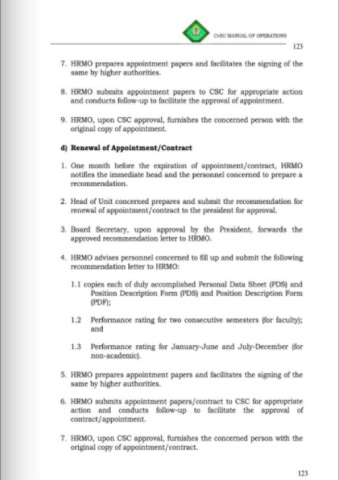 CvSU MANUAL OF OPERATIONS
123
7. HRMO prepares appointment papers and facilitates the signing of the
same by higher authorities.
8. HRMO submits appointment papers to CSC for appropriate action
and conducts follow-up to facilitate the approval of appointment.
9. HRMO, upon CSC approval, furnishes the concerned person with the
original copy of appointment.
d) Renewal of Appointment/Contract
1. One month before the expiration of appointment/contract, HRMO
notifies the immediate head and the personnel concerned to prepare a
recommendation.
2. Head of Unit concerned prepares and submit the recommendation for
renewal of appointment/contract to the president for approval.
3. Board Secretary, upon approval by the President, forwards the
approved recommendation letter to HRMO.
4. HRMO advises personnel concerned to fill up and submit the following
recommendation letter to HRMO:
1.1 copies each of duly accomplished Personal Data Sheet (PDS) and
Position Description Form (PDS) and Position Description Form
(PDF);
1.2 Performance rating for two consecutive semesters (for faculty);
and
1.3 Performance rating for January-June and July-December (for
non-academic).
5. HRMO prepares appointment papers and facilitates the signing of the
same by higher authorities.
6. HRMO submits appointment papers/contract to CSC for appropriate
action and conducts follow-up to facilitate the approval of
contract/appointment.
7. HRMO, upon CSC approval, furnishes the concerned person with the
original copy of appointment/contract.
123